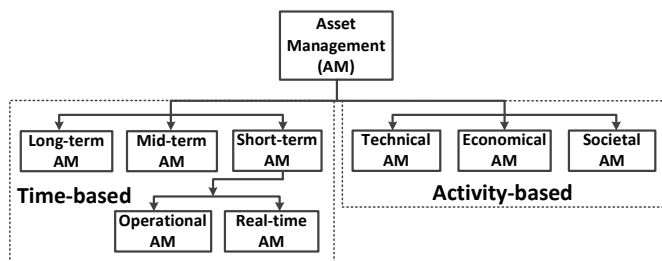 Asset
Management
(AM)
Long-term
AM
Mid-term
AM
Short-term
AM
Technical
AM
Economical
AM
Societal
AM
Time-based
Activity-based
Operational
AM
Real-time
AM